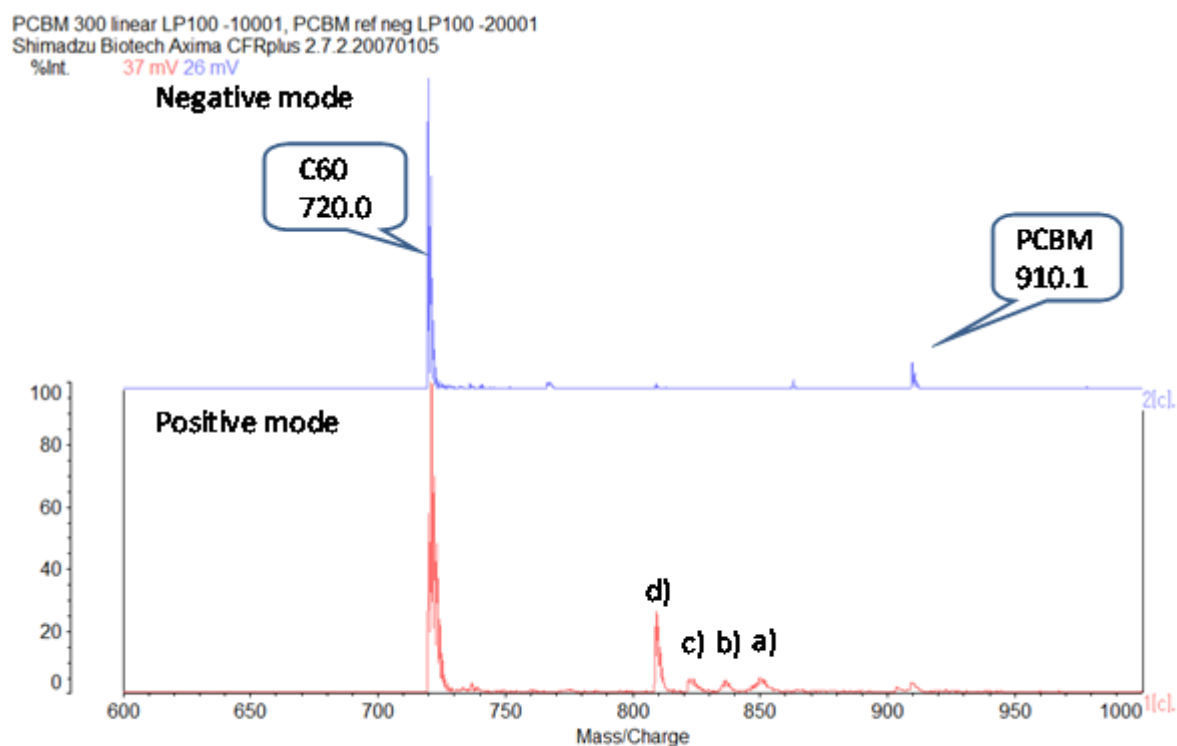 PCBM 300 linear LP100 -10001, PCBM ref neg LP100 -20001
Shimadzu Biotech Axima CFRplus 2.7.2.20070105
%Int. 37 mV 26 mV
Negative mode
C60
720.0
PCBM
910.1
2[c].
100
Positive mode
80
60
40
d)
20
c) b) a)
0
1[c].
600 650 700 750 800 850 900 950 1000
Mass/Charge